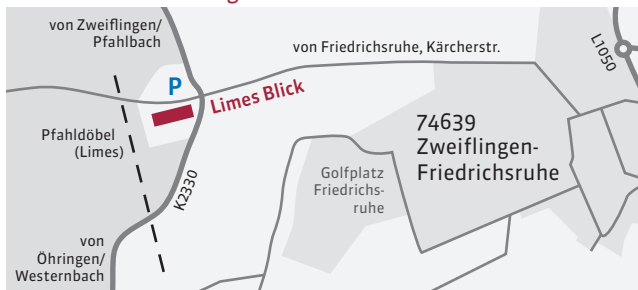 von Zweiflingen/
Pfahlbach
von Friedrichsruhe, Kärcherstr.
L1050
P
Limes Blick
Pfahldöbel
(Limes)
K2330
74639
Zweiflingen-
Friedrichsruhe
Golfplatz
Friedrichs-
ruhe
von
Öhringen/
Westernbach